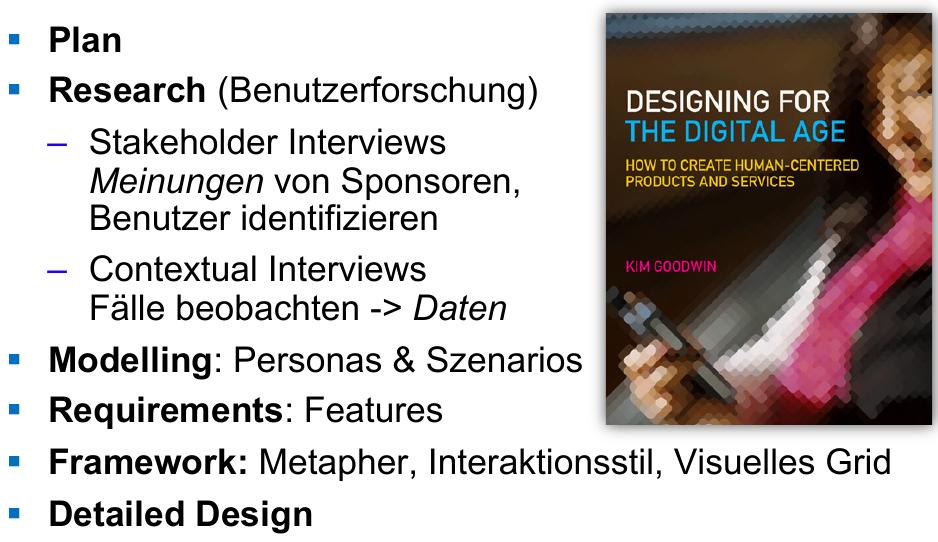 ▪ Plan
▪ Research (Benutzerforschung)
– Stakeholder Interviews
Meinungen von Sponsoren,
Benutzer identifizieren
– Contextual Interviews
Fälle beobachten -> Daten
▪ Modelling: Personas & Szenarios
▪ Requirements: Features
▪ Framework: Metapher, Interaktionsstil, Visuelles Grid
▪ Detailed Design
DESIGNING FOR
THE DIGITAL AGE
HOW TO CREATE HUMAN-CENTERED
PRODUCTS AND SERVICES
KIM GOODWIN